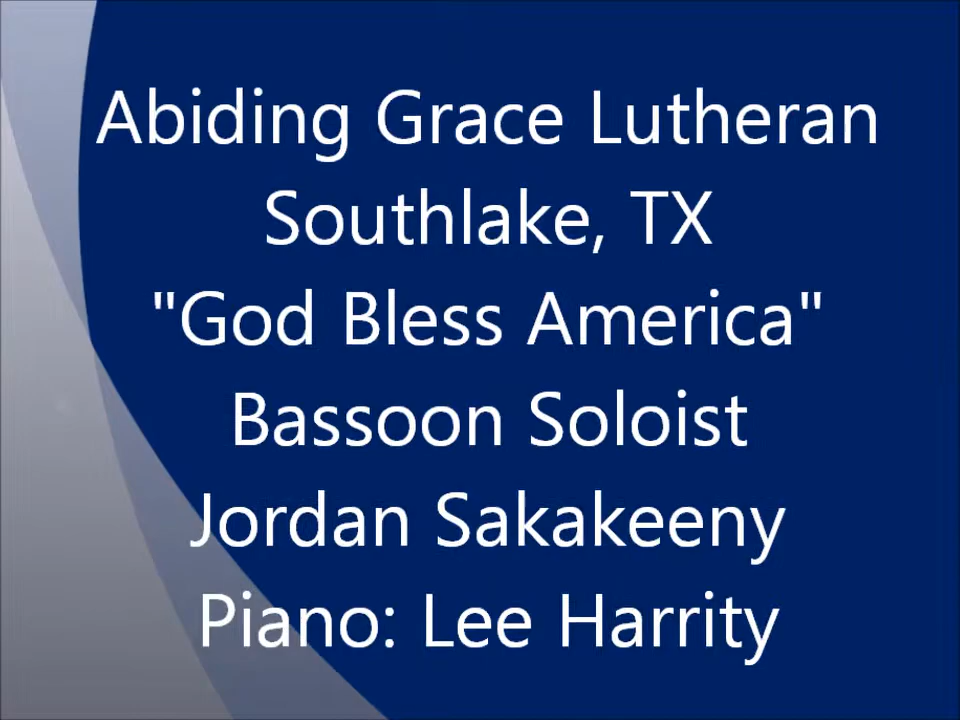 Abiding Grace Lutheran
Southlake, TX
"God Bless America"
Bassoon Soloist
Jordan Sakakeeny
Piano: Lee Harrity